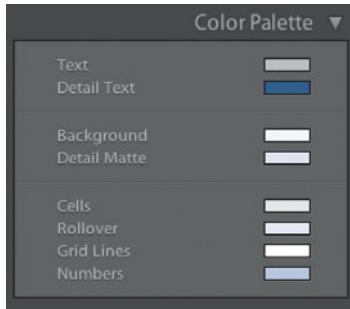 Color Palette
Text
Detail Text
Background
Detail Matte
Cells
Rollover
Grid Lines
Numbers